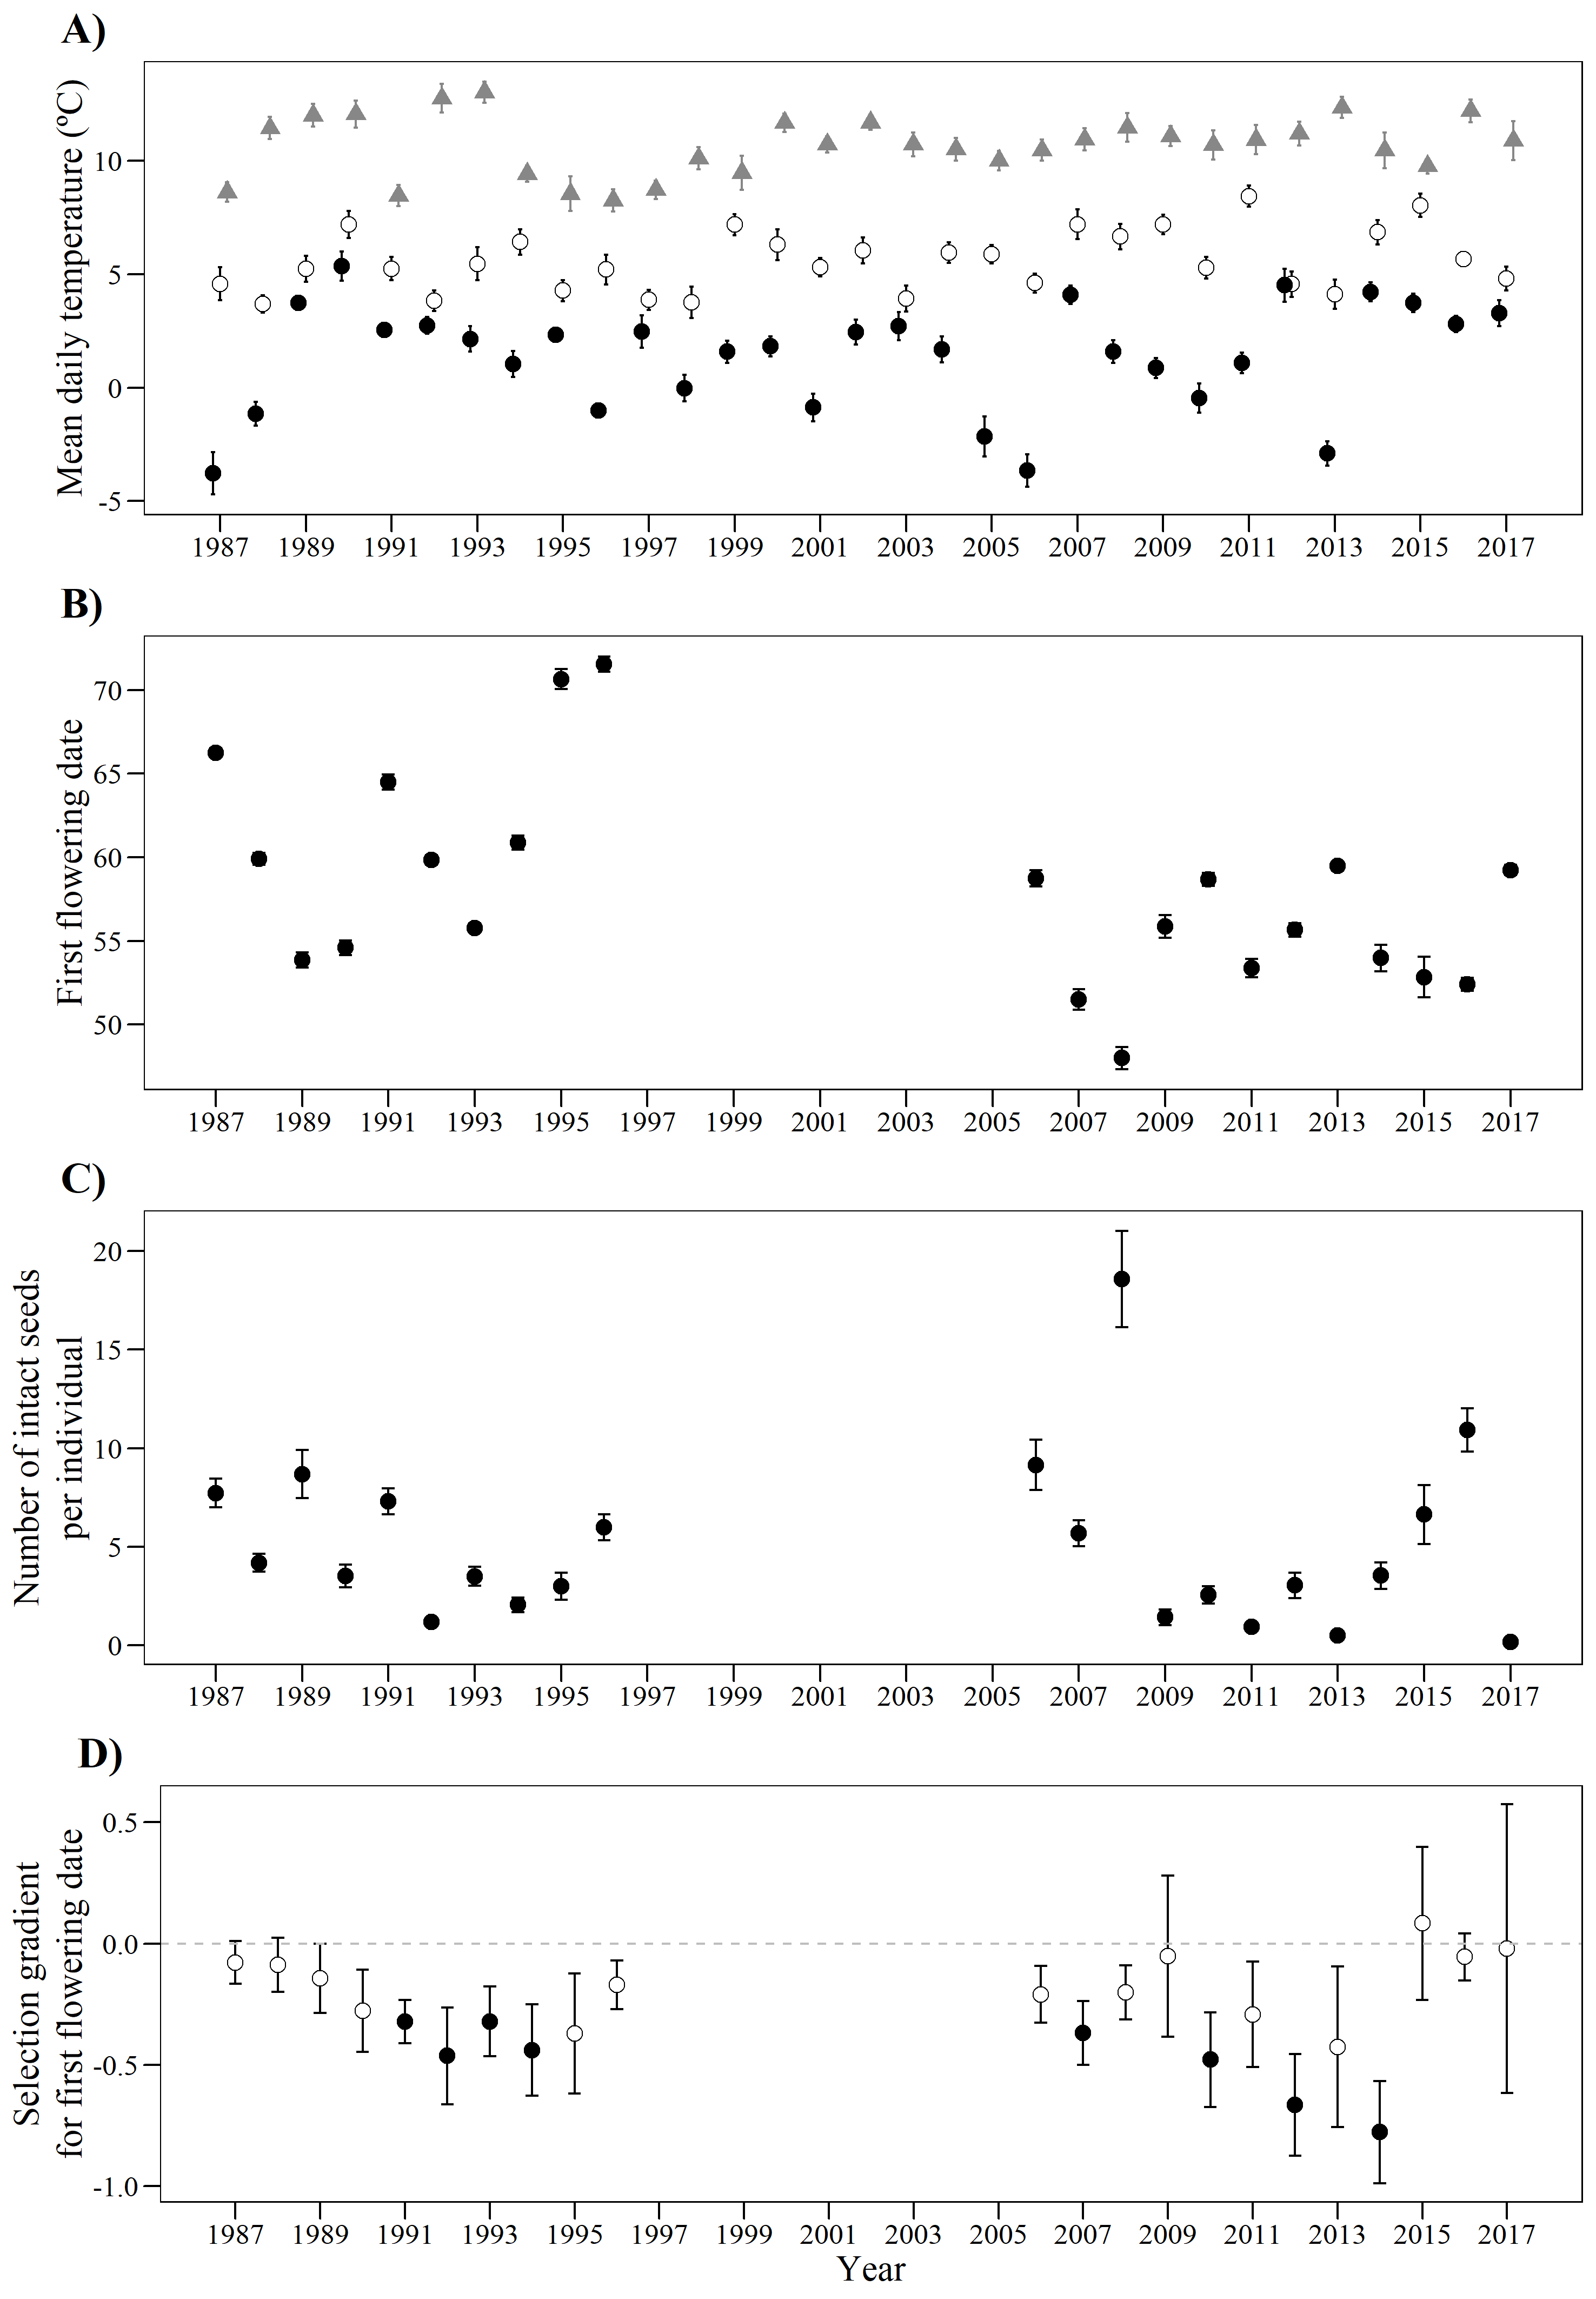 A)
Mean daily temperature (ºC)
10
5
0
-5
1987 1989 1991 1993 1995 1997 1999 2001 2003 2005 2007 2009 2011 2013 2015 2017
B)
First flowering date
70
65
60
55
50
1987 1989 1991 1993 1995 1997 1999 2001 2003 2005 2007 2009 2011 2013 2015 2017
C)
Number of intact seeds
per individual
20
15
10
5
0
1987 1989 1991 1993 1995 1997 1999 2001 2003 2005 2007 2009 2011 2013 2015 2017
D)
Selection gradient
for first flowering date
0.5
0.0
-0.5
-1.0
1987 1989 1991 1993 1995 1997 1999 2001 2003 2005 2007 2009 2011 2013 2015 2017
Year